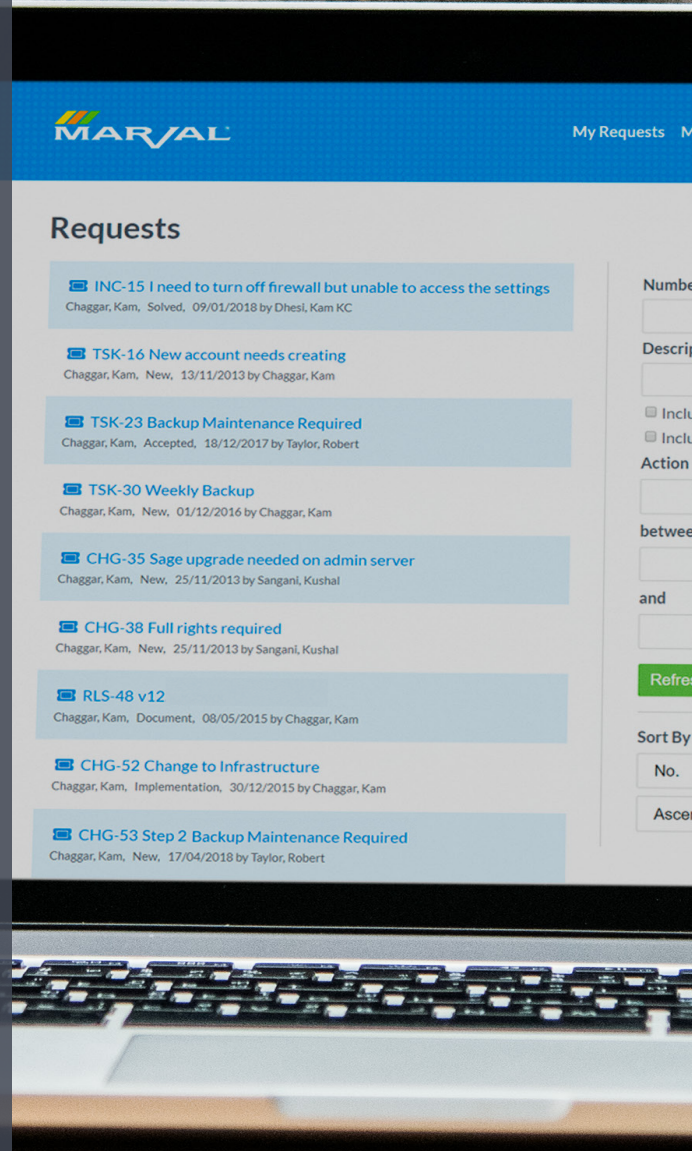 MARVAL
My Requests M
Requests
INC-15 I need to turn off firewall but unable to access the settings
Chaggar, Kam, Solved, 09/01/2018 by Dhesi, Kam KC
TSK-16 New account needs creating
Chaggar, Kam, New, 13/11/2013 by Chaggar, Kam
TSK-23 Backup Maintenance Required
Chaggar, Kam, Accepted, 18/12/2017 by Taylor, Robert
TSK-30 Weekly Backup
Chaggar, Kam, New, 01/12/2016 by Chaggar, Kam
CHG-35 Sage upgrade needed on admin server
Chaggar, Kam, New, 25/11/2013 by Sangani, Kushal
CHG-38 Full rights required
Chaggar, Kam, New, 25/11/2013 by Sangani, Kushal
RLS-48 v12
Chaggar, Kam, Document, 08/05/2015 by Chaggar, Kam
CHG-52 Change to Infrastructure
Chaggar, Kam, Implementation, 30/12/2015 by Chaggar, Kam
CHG-53 Step 2 Backup Maintenance Required
Chaggar, Kam, New, 17/04/2018 by Taylor, Robert
Numbe
Descrip
Inclu
Inclu
Action
betwee
and
Refres
Sort By
No.
Ascen